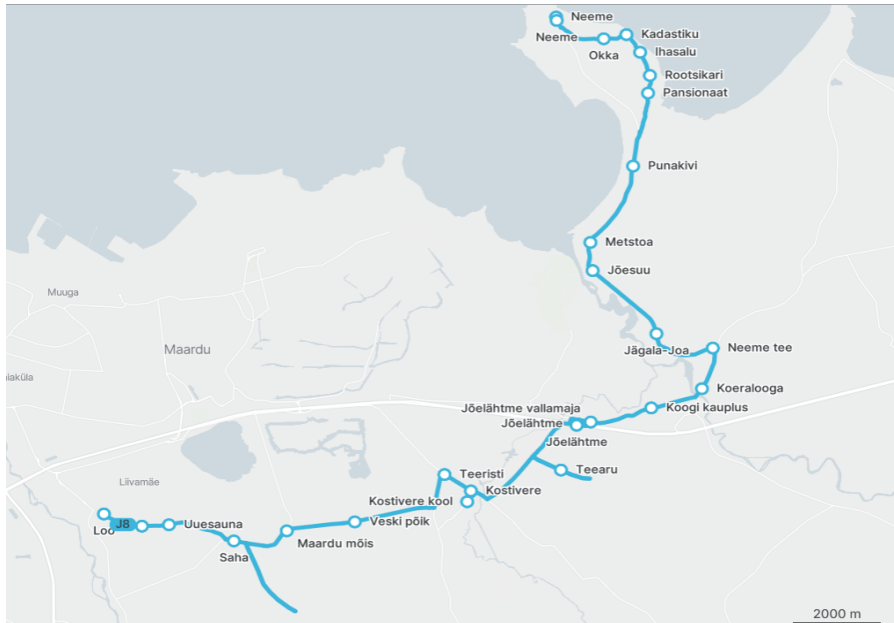 Neeme
Neeme
Kadastiku
Okka
Ihasalu
Rootsikari
Pansionaat
Punakivi
Metstoa
Jõesuu
Muuga
Maardu
Jägala-Joa
Neeme tee
Koeralooga
Jõelähtme vallamaja
Koogi kauplus
Jõelähtme
Jõelähtme
Teeristi
Teearu
Liivamäe
Kostivere
Kostivere kool
J8
Loo
Uuesauna
Veski põik
Maardu mõis
Saha
2000 m